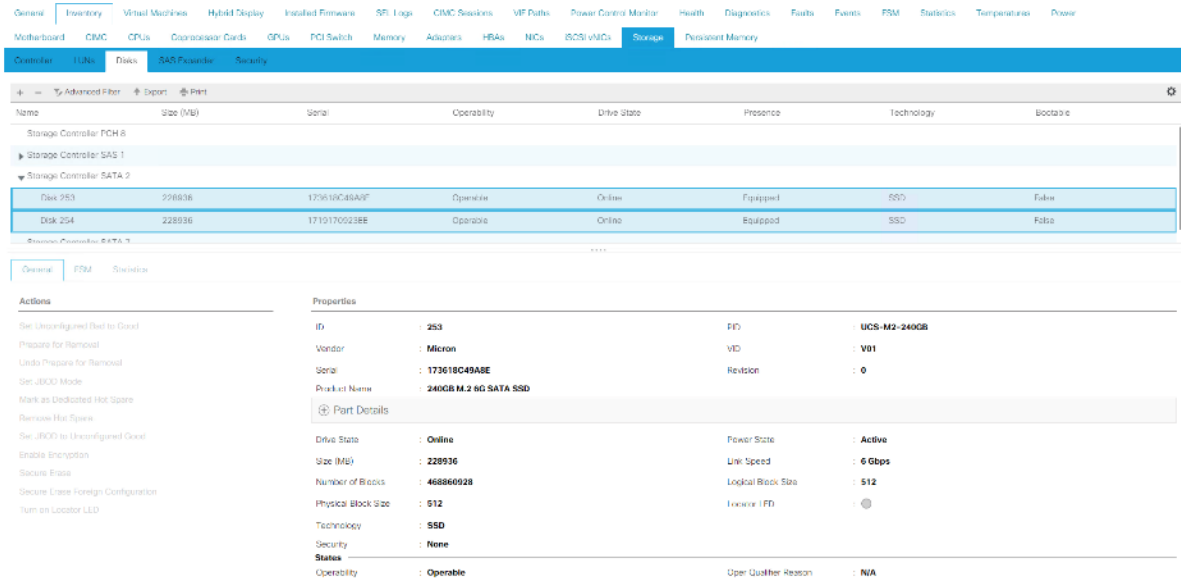 General Inventory Virtual Machines Hybrid Display Installed Firmware SEL Logs CIMC Sessions VIF Paths Power Control Monitor Health Diagnostics Faults Events FSM Statistics Temperatures Power
Motherboard CIMC CPUs Coprocessor Cards GPUs PCI Switch Memory Adapters HBAs NICs iSCSI vNICs Storage Persistent Memory
Controller LUNs Disks SAS Expander Security
+ − Advanced Filter Export Print
Name Size (MB) Serial Operability Drive State Presence Technology Bootable
Storage Controller PCH 8
Storage Controller SAS 1
Storage Controller SATA 2
Disk 253 228936 173618C49A8E Operable Online Equipped SSD False
Disk 254 228936 1719170923EE Operable Online Equipped SSD False
Storage Controller SATA 7
General FSM Statistics
Actions Properties
Set Unconfigured Bad to Good ID : 253 PID : UCS-M2-240GB
Prepare for Removal Vendor : Micron VID : V01
Undo Prepare for Removal Serial : 173618C49A8E Revision : 0
Set JBOD Mode Product Name : 240GB M.2 6G SATA SSD
Mark as Dedicated Hot Spare Part Details
Remove Hot Spare
Set JBOD to Unconfigured Good Drive State : Online Power State : Active
Enable Encryption Size (MB) : 228936 Link Speed : 6 Gbps
Secure Erase Number of Blocks : 468860928 Logical Block Size : 512
Secure Erase Foreign Configuration Physical Block Size : 512 Locator LED :
Turn on Locator LED Technology : SSD
Security : None
States
Operability : Operable Oper Qualifier Reason : N/A